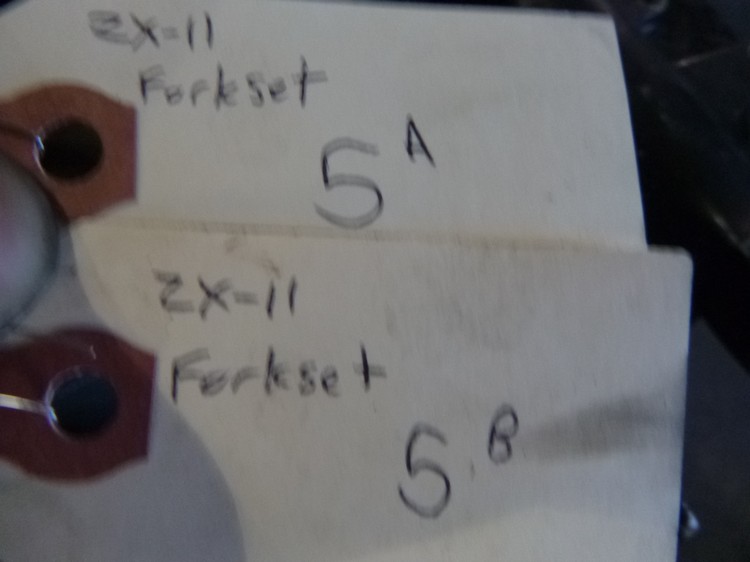 ZX-11
Forkset
5 A
ZX-11
Forkset
5 B